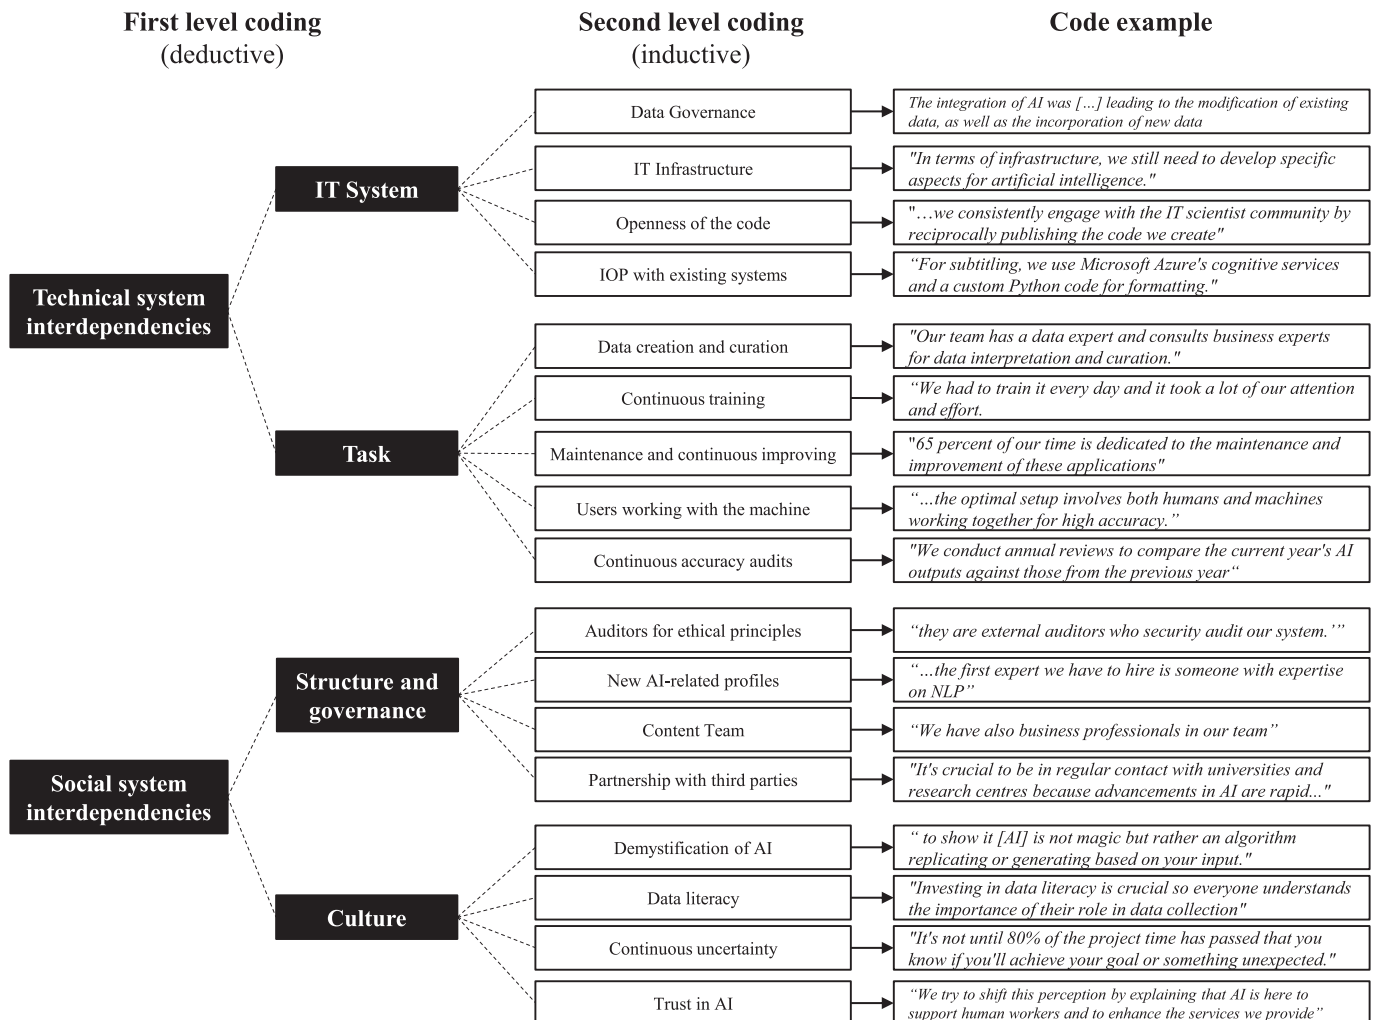 First level coding
(deductive)
Second level coding
(inductive)
Code example
Technical system
interdependencies
IT System
Data Governance
The integration of AI was [...] leading to the modification of existing
data, as well as the incorporation of new data
IT Infrastructure
"In terms of infrastructure, we still need to develop specific
aspects for artificial intelligence."
Openness of the code
"…we consistently engage with the IT scientist community by
reciprocally publishing the code we create"
IOP with existing systems
“For subtitling, we use Microsoft Azure's cognitive services
and a custom Python code for formatting."
Task
Data creation and curation
"Our team has a data expert and consults business experts
for data interpretation and curation."
Continuous training
“We had to train it every day and it took a lot of our attention
and effort.
Maintenance and continuous improving
"65 percent of our time is dedicated to the maintenance and
improvement of these applications"
Users working with the machine
“…the optimal setup involves both humans and machines
working together for high accuracy.”
Continuous accuracy audits
"We conduct annual reviews to compare the current year's AI
outputs against those from the previous year“
Social system
interdependencies
Structure and
governance
Auditors for ethical principles
“they are external auditors who security audit our system.’”
New AI-related profiles
“…the first expert we have to hire is someone with expertise
on NLP”
Content Team
“We have also business professionals in our team”
Partnership with third parties
"It's crucial to be in regular contact with universities and
research centres because advancements in AI are rapid..."
Culture
Demystification of AI
“ to show it [AI] is not magic but rather an algorithm
replicating or generating based on your input."
Data literacy
"Investing in data literacy is crucial so everyone understands
the importance of their role in data collection"
Continuous uncertainty
"It's not until 80% of the project time has passed that you
know if you'll achieve your goal or something unexpected."
Trust in AI
“We try to shift this perception by explaining that AI is here to
support human workers and to enhance the services we provide”